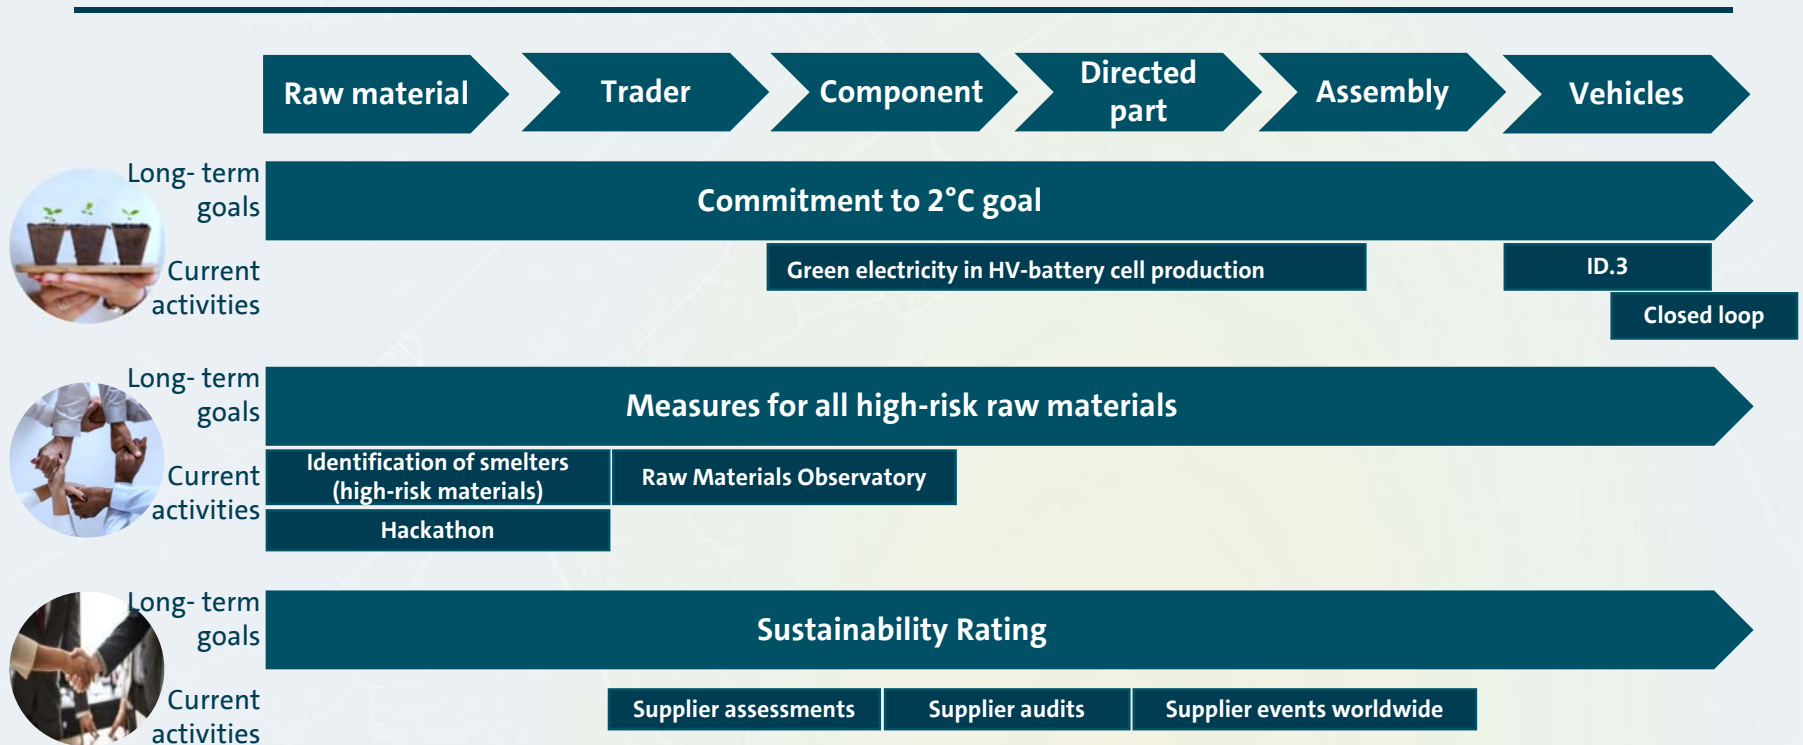 Raw material
Trader
Component
Directed
part
Assembly
Vehicles
Long- term
goals
Commitment to 2°C goal
Current
activities
Green electricity in HV-battery cell production
ID.3
Closed loop
Long- term
goals
Measures for all high-risk raw materials
Current
activities
Identification of smelters
(high-risk materials)
Raw Materials Observatory
Hackathon
Long- term
goals
Sustainability Rating
Current
activities
Supplier assessments
Supplier audits
Supplier events worldwide